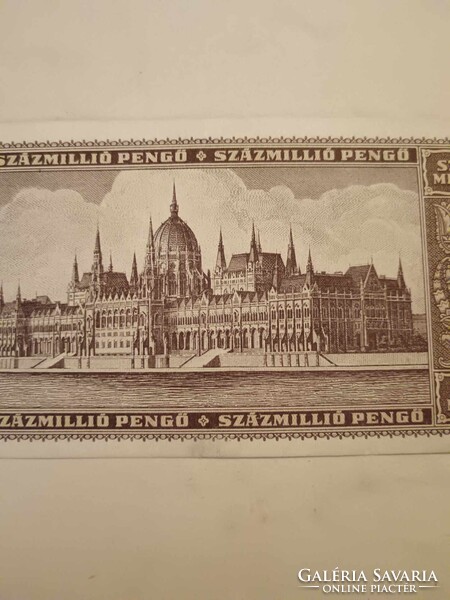 SZÁZMILLIÓ PENGŐ ✦ SZÁZMILLIÓ PENGŐ
SZÁZMILLIÓ PENGŐ ✦ SZÁZMILLIÓ PENGŐ
GALÉRIA SAVARIA
ONLINE PIACTÉR